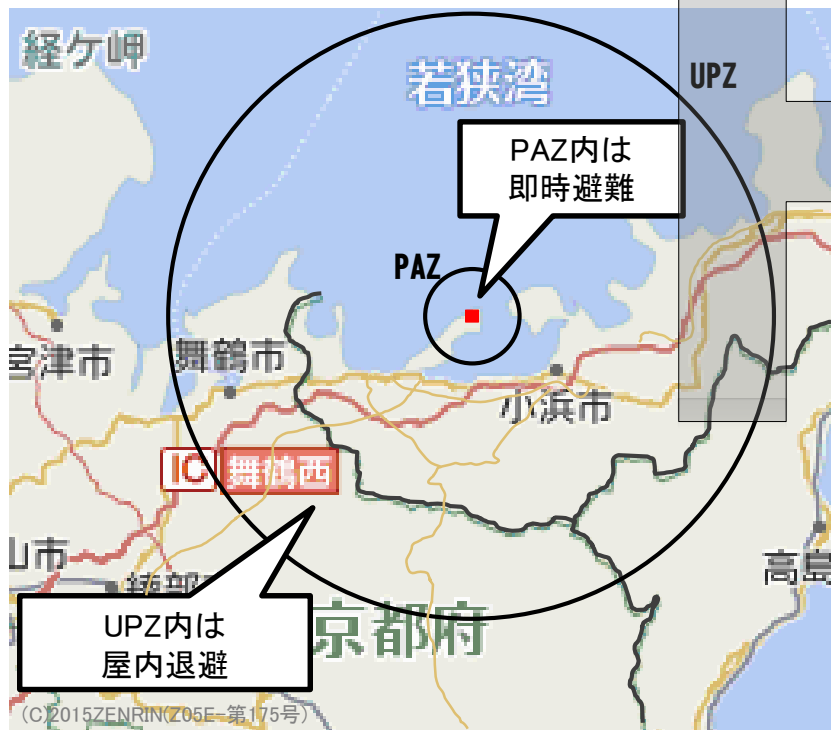 経ケ岬
若狭湾
UPZ
PAZ内は
即時避難
PAZ
宮津市
舞鶴市
小浜市
IC 舞鶴西
山市
綾部
高島
UPZ内は
屋内退避
京都府
(C)2015ZENRIN(Z05E-第175号)